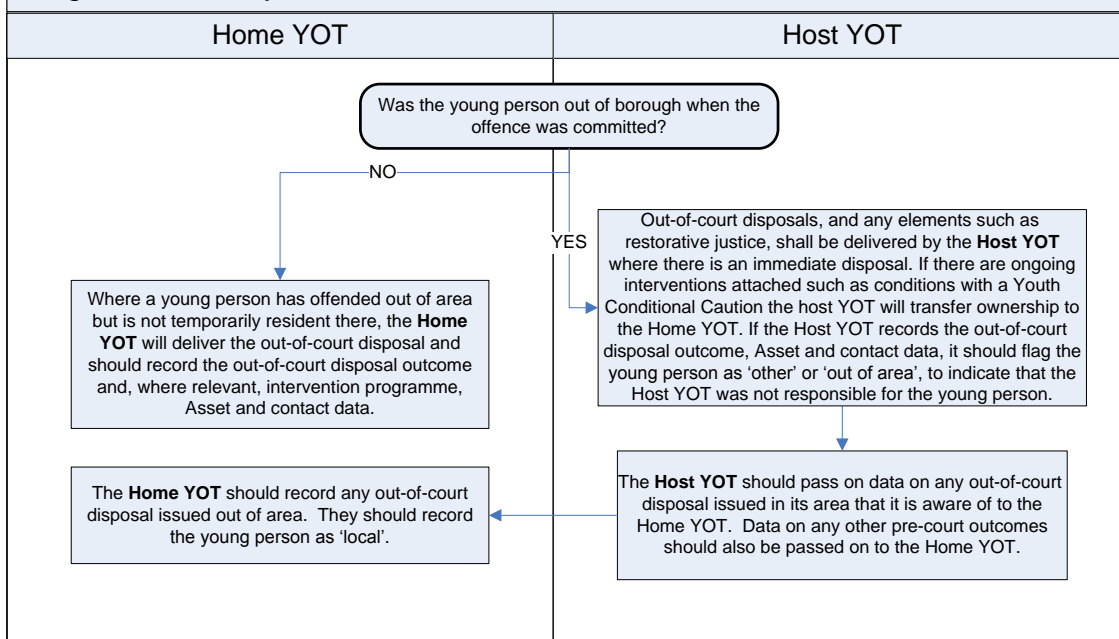 Home YOT
Host YOT
Was the young person out of borough when the
offence was committed?
NO
YES
Out-of-court disposals, and any elements such as
restorative justice, shall be delivered by the Host YOT
where there is an immediate disposal. If there are ongoing
interventions attached such as conditions with a Youth
Conditional Caution the host YOT will transfer ownership to
the Home YOT. If the Host YOT records the out-of-court
disposal outcome, Asset and contact data, it should flag the
young person as ‘other’ or ‘out of area’, to indicate that the
Host YOT was not responsible for the young person.
Where a young person has offended out of area
but is not temporarily resident there, the Home
YOT will deliver the out-of-court disposal and
should record the out-of-court disposal outcome
and, where relevant, intervention programme,
Asset and contact data.
The Host YOT should pass on data on any out-of-court
disposal issued in its area that it is aware of to the
Home YOT. Data on any other pre-court outcomes
should also be passed on to the Home YOT.
The Home YOT should record any out-of-court
disposal issued out of area. They should record
the young person as ‘local’.